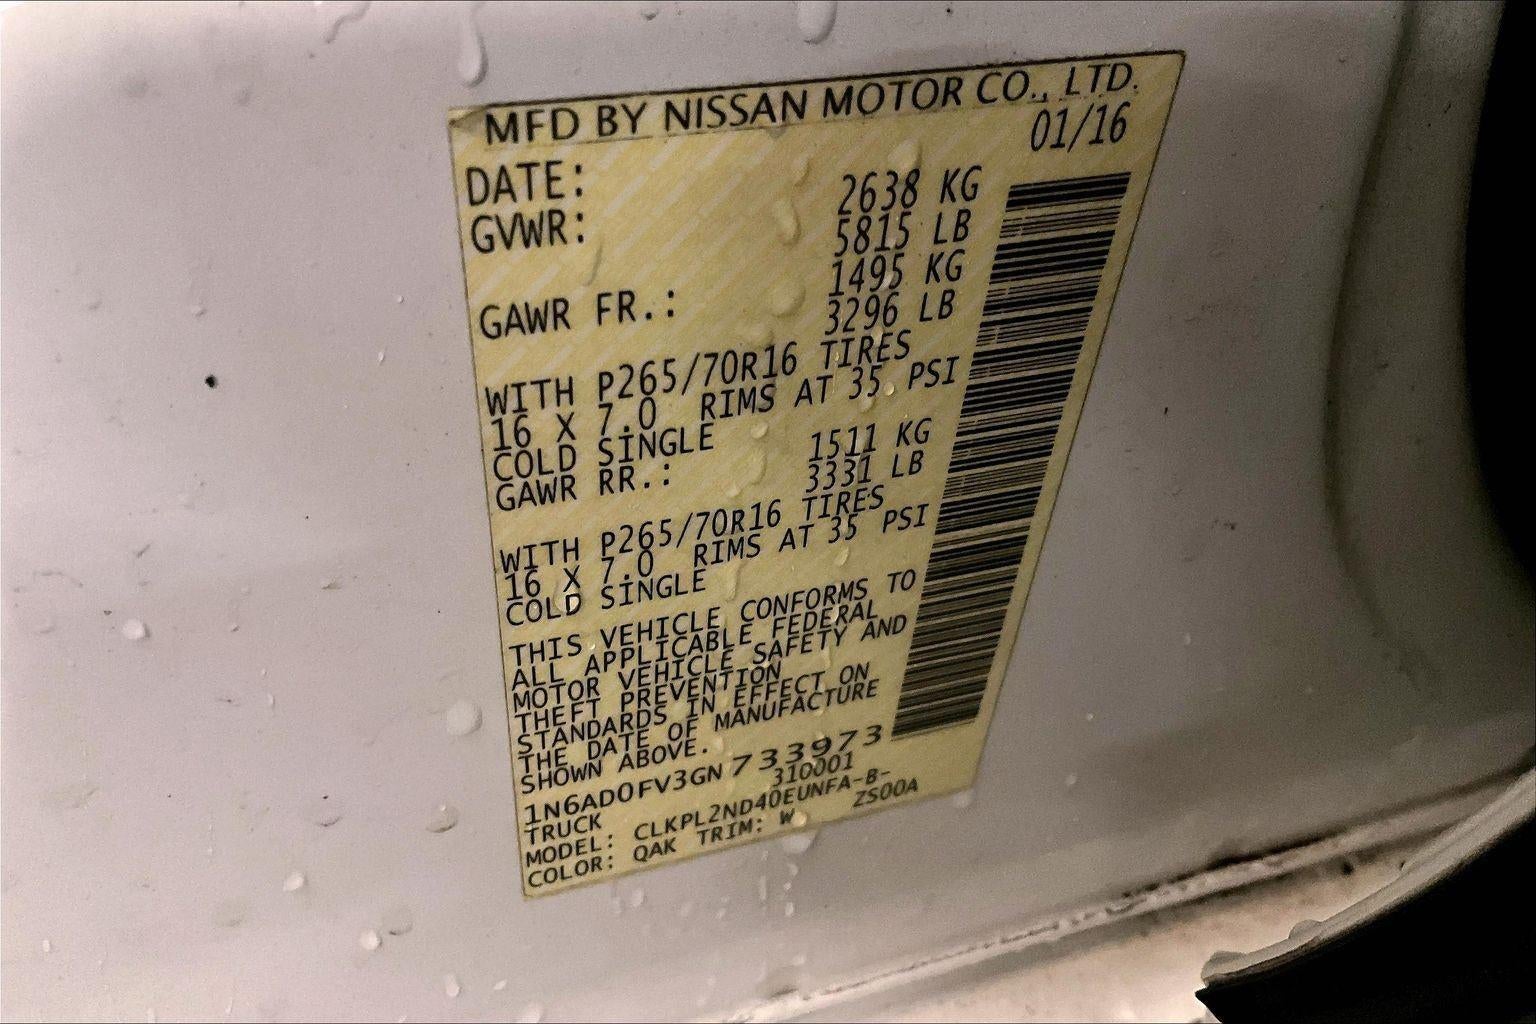 MFD BY NISSAN MOTOR CO., LTD.
DATE: 01/16
GVWR: 2638 KG
5815 LB
GAWR FR.: 1495 KG
3296 LB
WITH P265/70R16 TIRES
16 X 7.0 RIMS AT 35 PSI
COLD SINGLE
GAWR RR.: 1511 KG
3331 LB
WITH P265/70R16 TIRES
16 X 7.0 RIMS AT 35 PSI
COLD SINGLE
THIS VEHICLE CONFORMS TO
ALL APPLICABLE FEDERAL
MOTOR VEHICLE SAFETY AND
THEFT PREVENTION
STANDARDS IN EFFECT ON
THE DATE OF MANUFACTURE
SHOWN ABOVE.
1N6AD0FV3GN733973
TRUCK 310001
MODEL: CLKPL2ND40EUNFA-B-
COLOR: QAK TRIM: W ZS00A